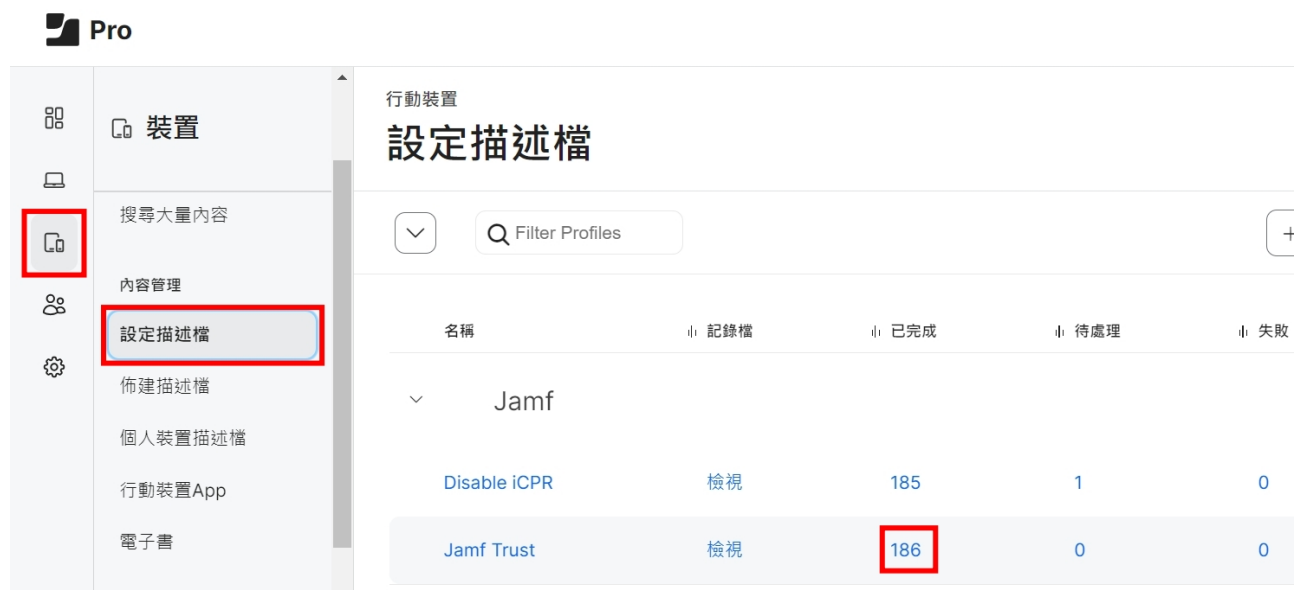 Pro
裝置
搜尋大量內容
內容管理
設定描述檔
佈建描述檔
個人裝置描述檔
行動裝置App
電子書
行動裝置
設定描述檔
Filter Profiles
+
名稱 記錄檔 已完成 待處理 失敗
Jamf
Disable iCPR 檢視 185 1 0
Jamf Trust 檢視 186 0 0